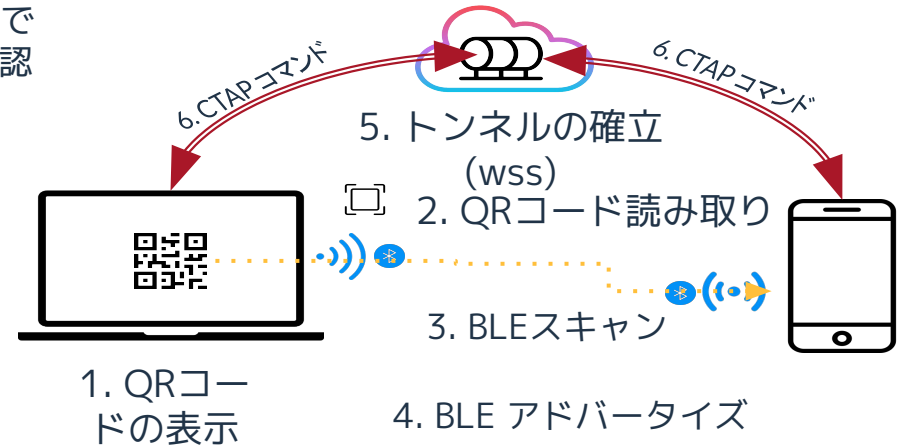 で
認
6.CTAPコマンド
6. CTAPコマンド
5. トンネルの確立
(wss)
2. QRコード読み取り
3. BLEスキャン
1. QRコー
ドの表示
4. BLE アドバータイズ